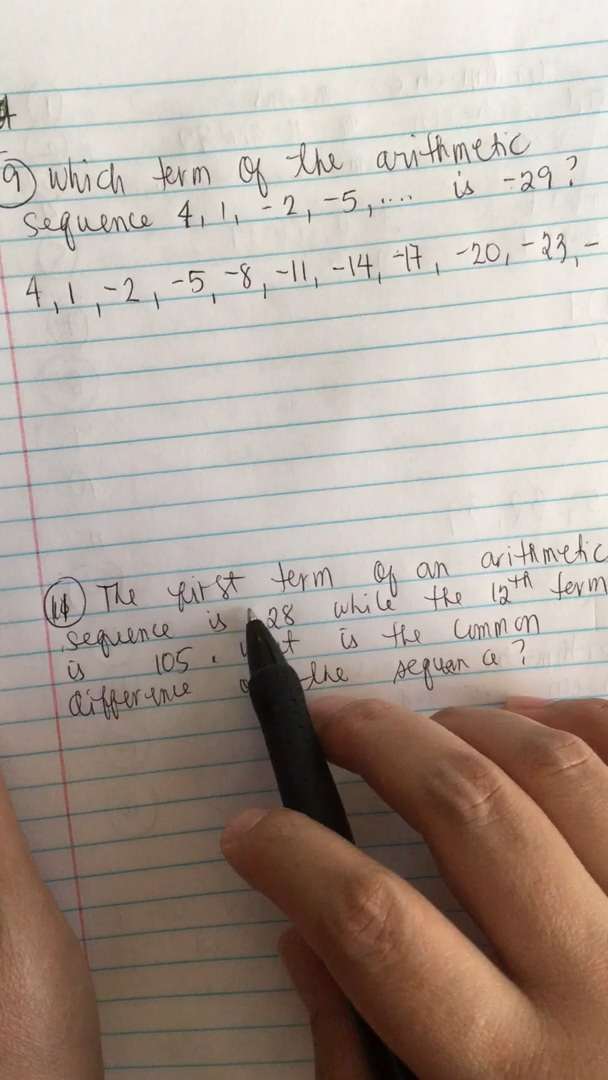 9 which term of the arithmetic
sequence 4, 1, -2, -5, .... is -29?
4, 1, -2, -5, -8, -11, -14, -17, -20, -23, -
The first term of an arithmetic
sequence is 28 while the 12th term
is 105. is the common
difference the sequence?